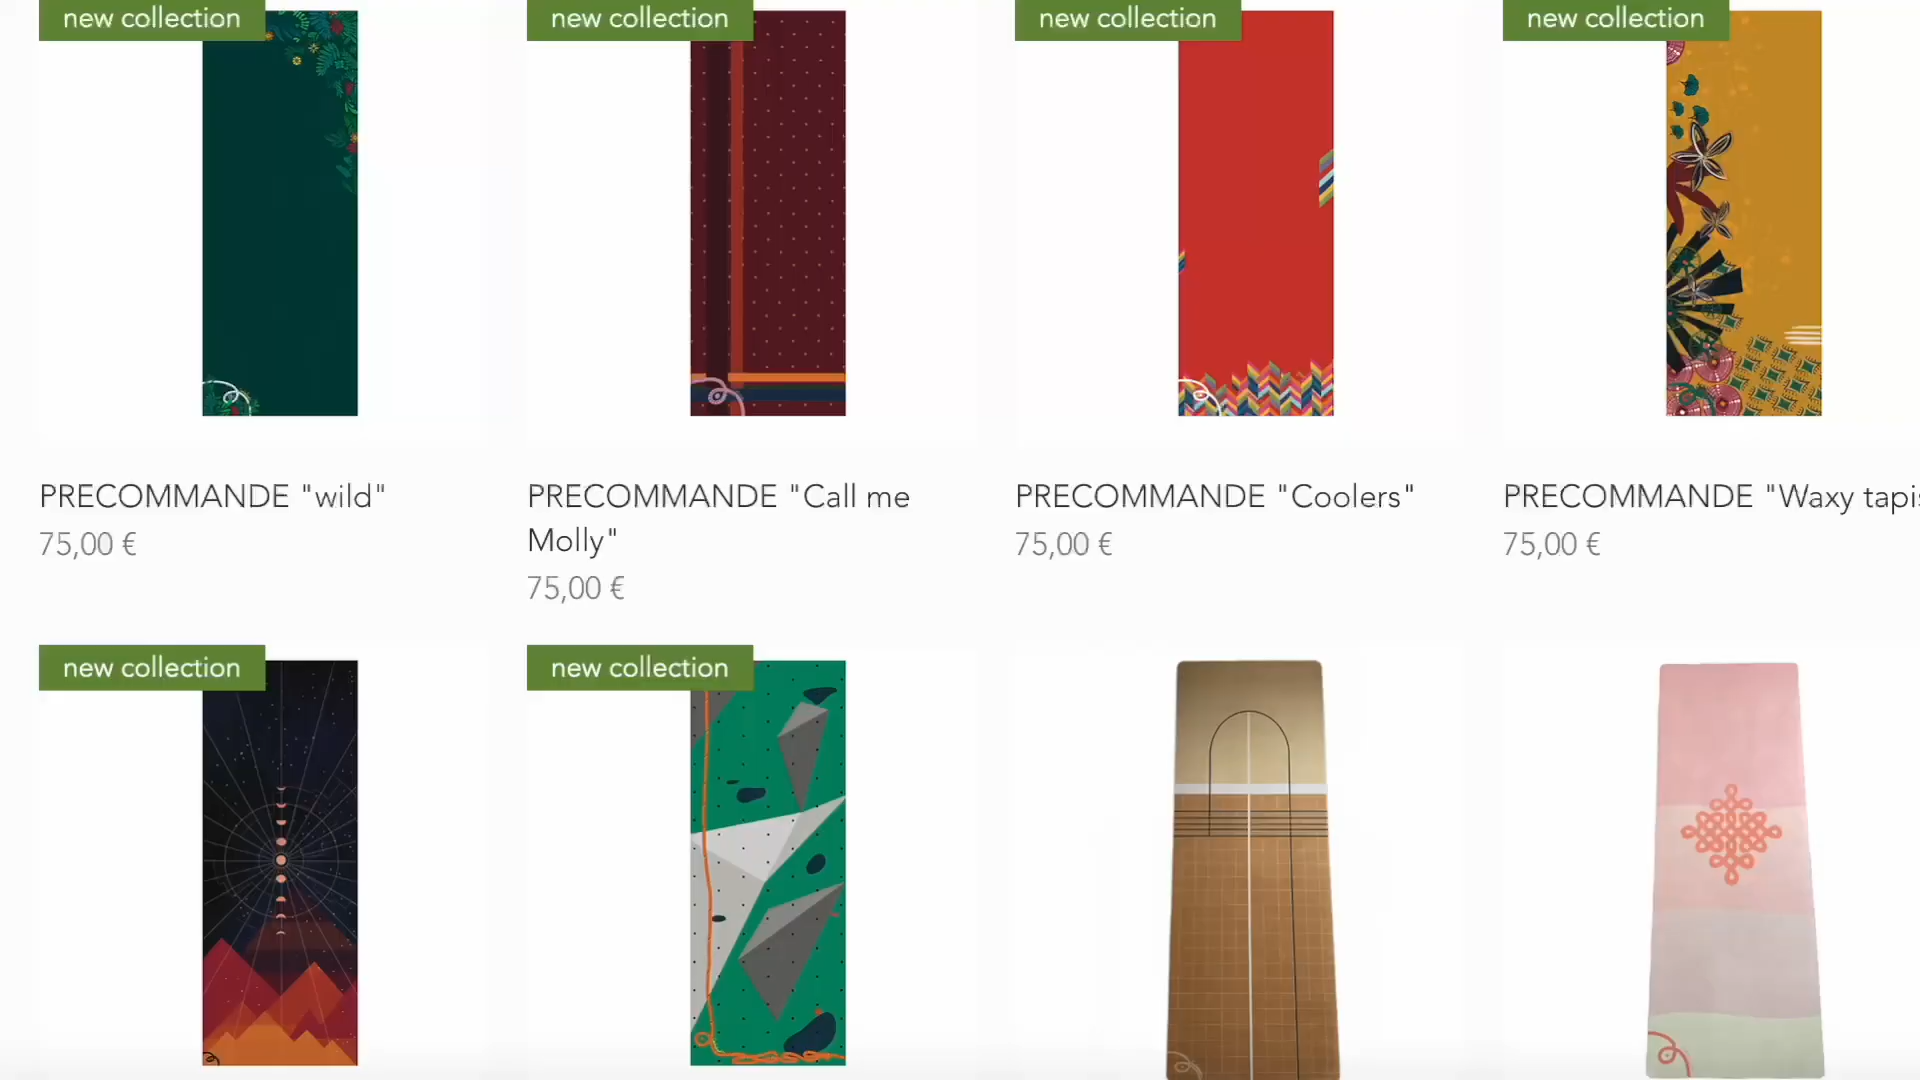 new collection
new collection
new collection
new collection
PRECOMMANDE "wild"
75,00 €
PRECOMMANDE "Call me
Molly"
75,00 €
PRECOMMANDE "Coolers"
75,00 €
PRECOMMANDE "Waxy tapis
75,00 €
new collection
new collection